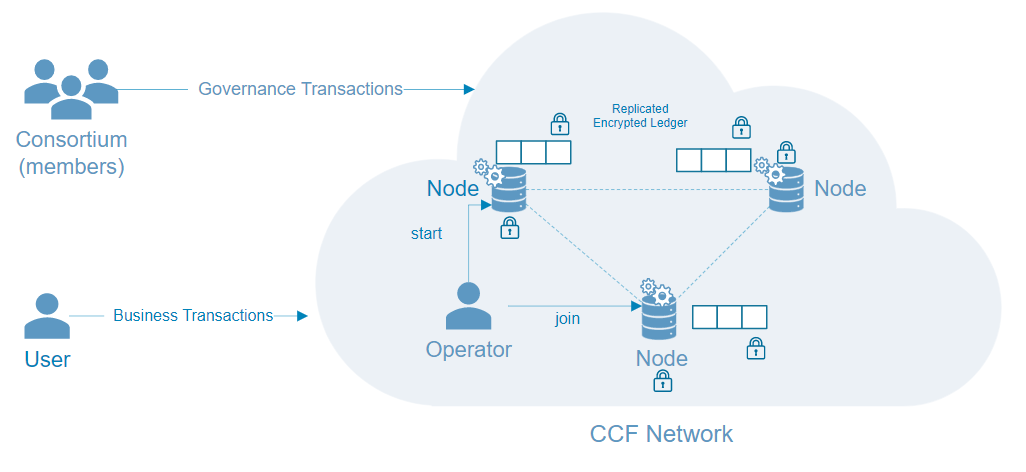 Governance Transactions
Consortium
(members)
Replicated
Encrypted Ledger
Node
Node
start
Business Transactions
User
Operator
join
Node
CCF Network